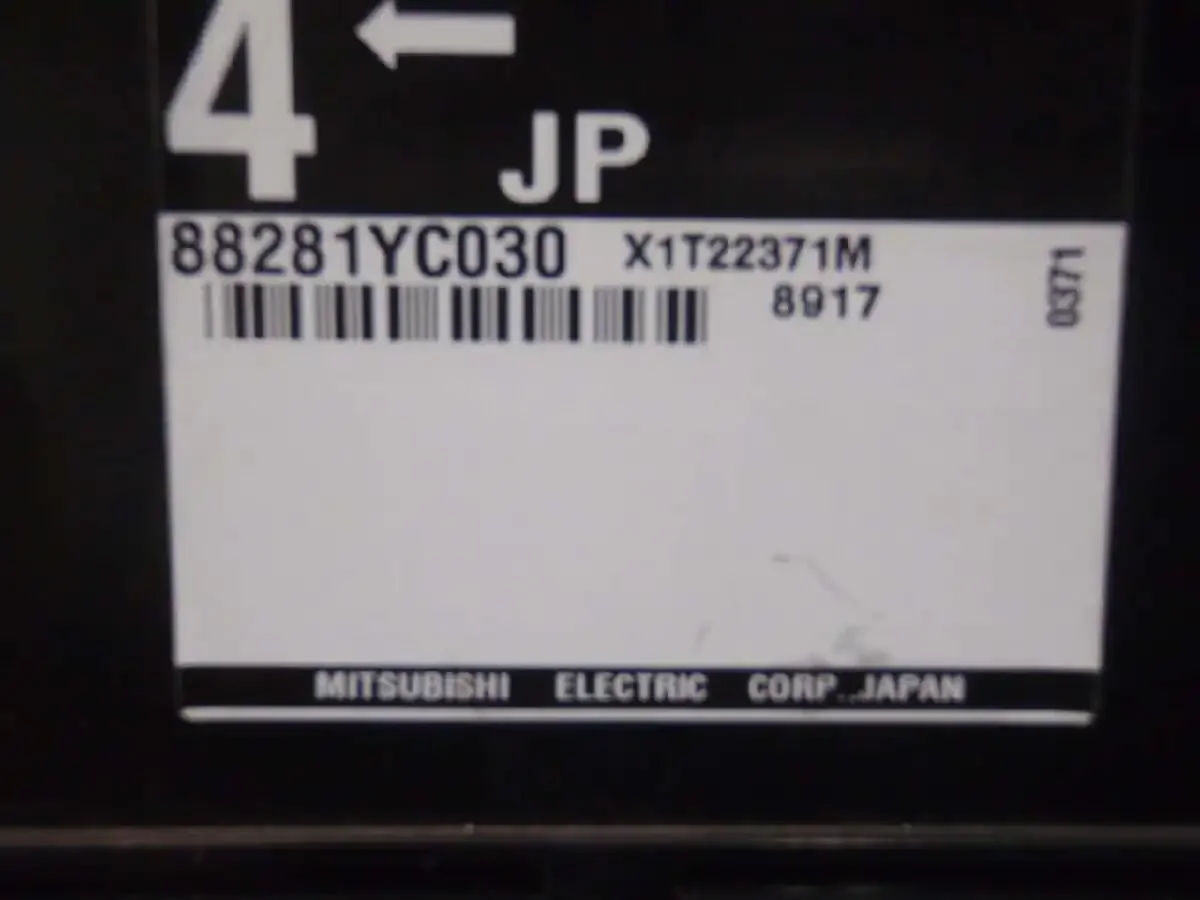 4
JP
88281YC030 X1T22371M
8917
0371
MITSUBISHI ELECTRIC CORP.,JAPAN